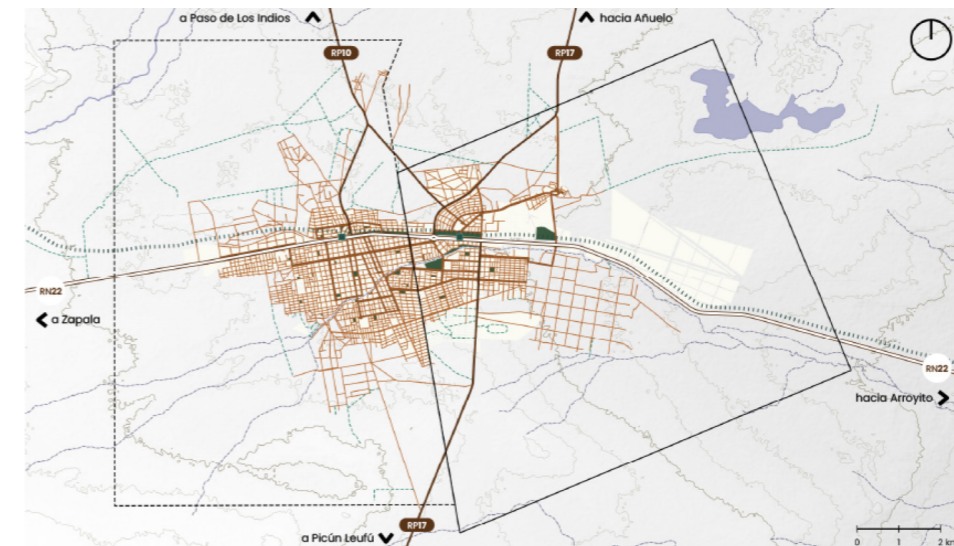 a Paso de Los Indios
hacia Añuelo
RP10
RP17
RN22
a Zapala
RN22
hacia Arroyito
RP17
a Picún Leufú
0 1 2 km